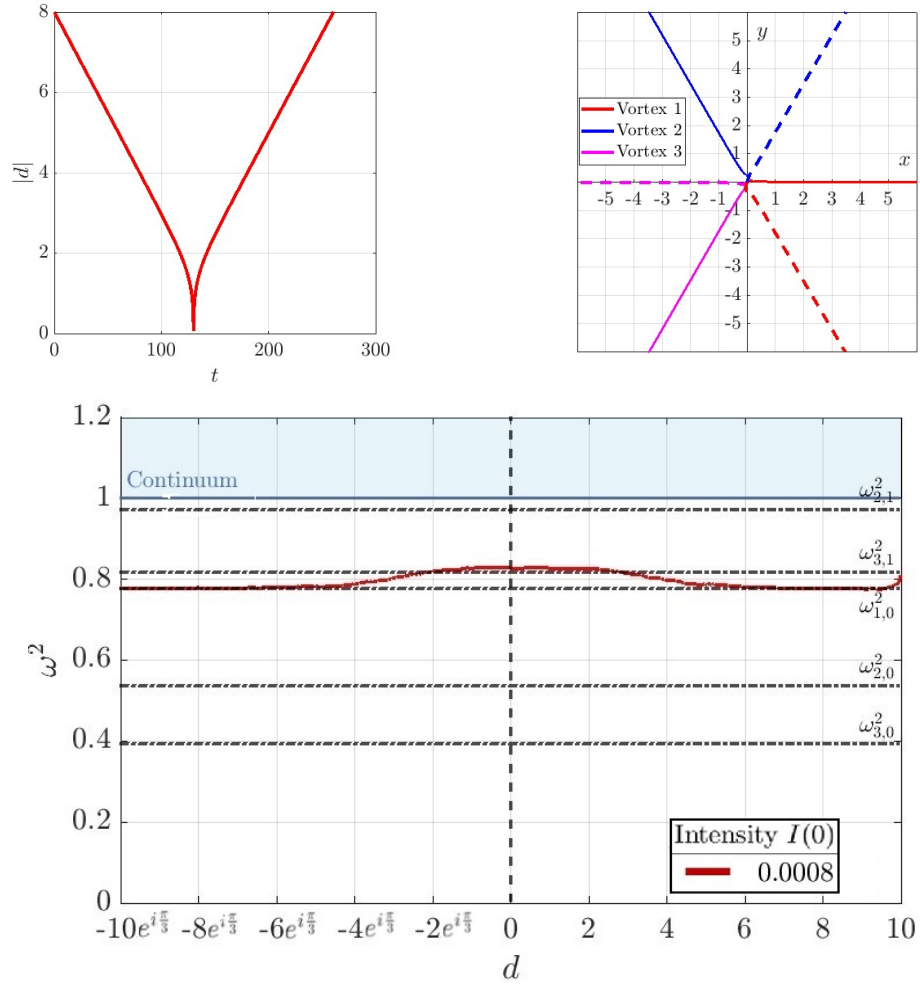 8
6
4
2
0
|d|
0 100 200 300
t
y
5
4
3
2
1
x
Vortex 1
Vortex 2
Vortex 3
-5 -4 -3 -2 -1 1 2 3 4 5
-1
-2
-3
-4
-5
1.2
Continuum
1
ω²₂,₁
ω²₃,₁
0.8
ω²₁,₀
ω²
0.6
ω²₂,₀
0.4
ω²₃,₀
0.2
Intensity I(0)
0.0008
0
-10e^{iπ/3} -8e^{iπ/3} -6e^{iπ/3} -4e^{iπ/3} -2e^{iπ/3} 0 2 4 6 8 10
d